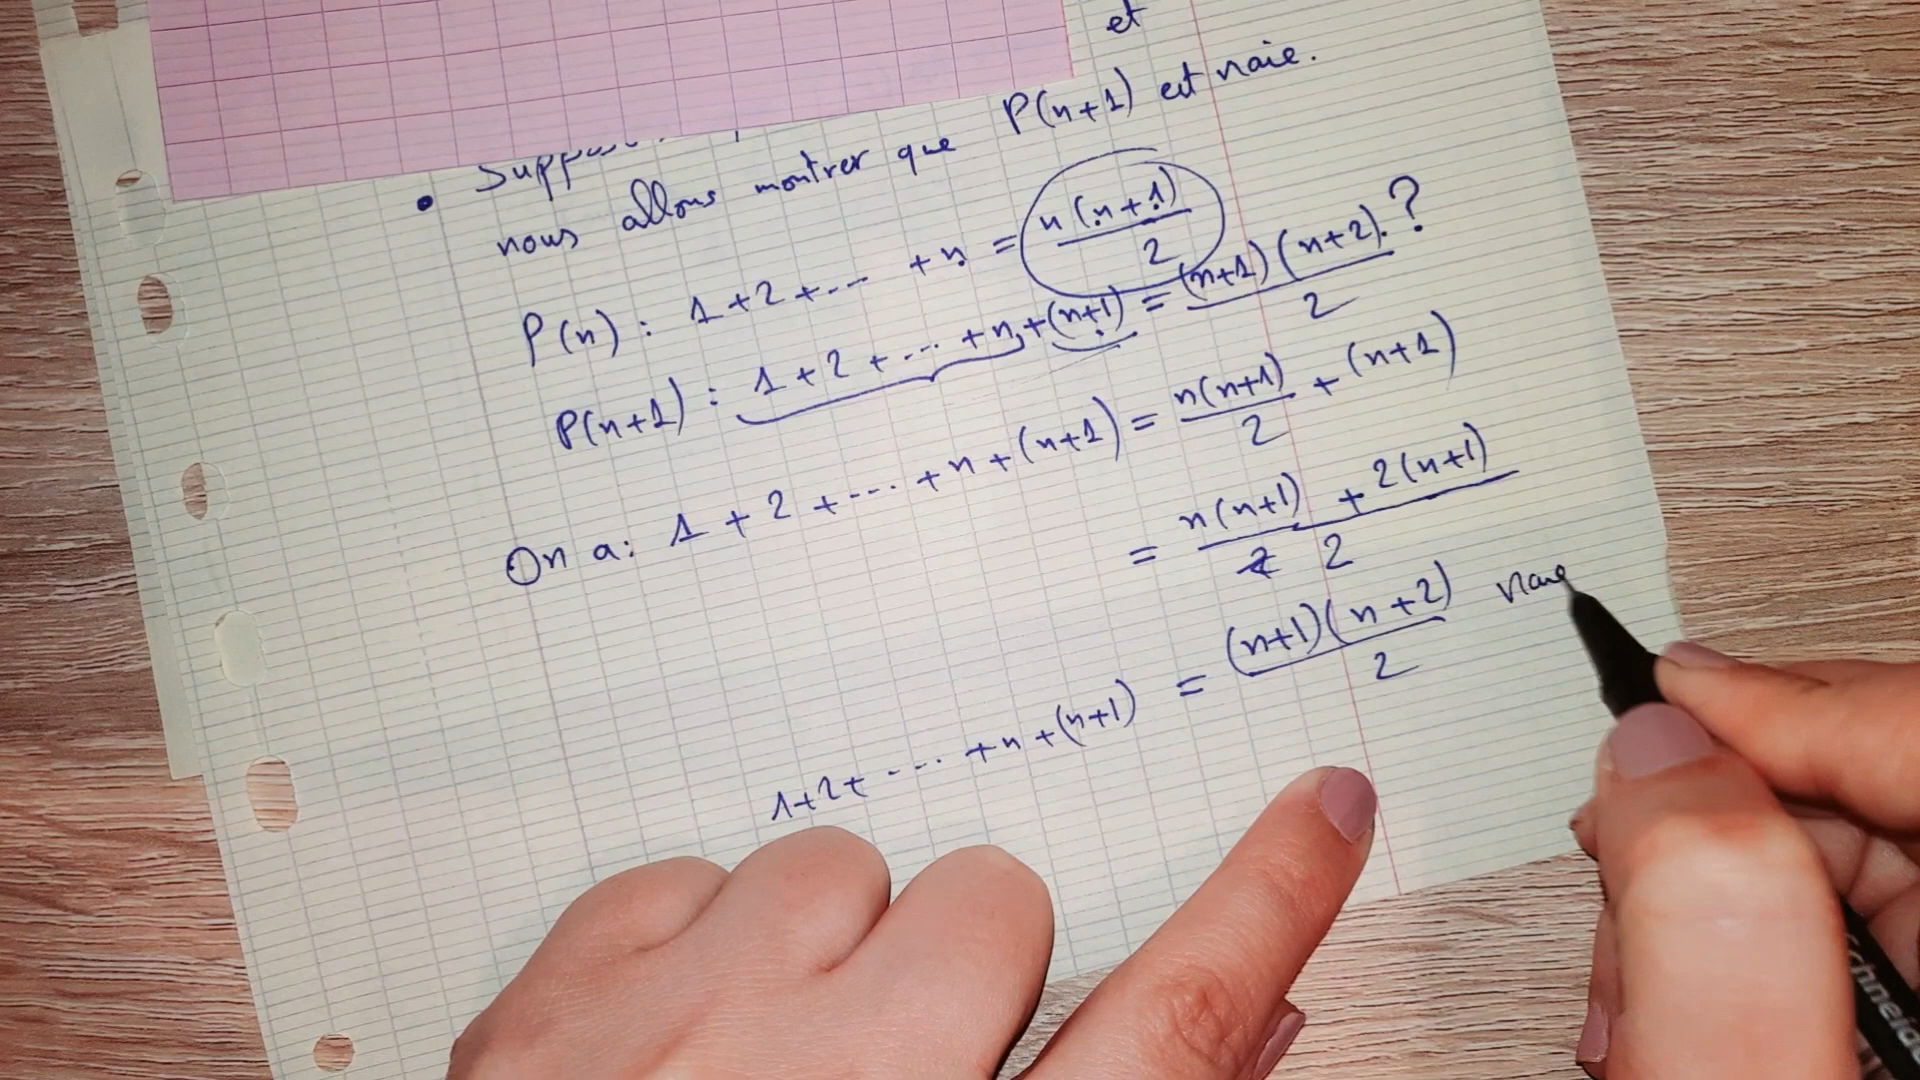 et
nous allons montrer que P(n+1) est vraie.
P(n) : 1+2+--- +n = n(n+1)/2
P(n+1) : 1+2+--- +n+(n+1) = (n+1)(n+2)/2 . ?
On a: 1+2+--- +n+(n+1) = n(n+1)/2 + (n+1)
= n(n+1) + 2(n+1) / 2
1+2+--- +n+(n+1) = (n+1)(n+2)/2 vraie